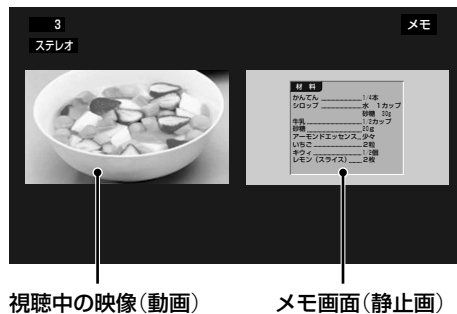 3
メモ
ステレオ
材料
かんてん 1/4本
シロップ 水 1カップ
砂糖 30g
牛乳 1/2カップ
砂糖 20g
アーモンドエッセンス 少々
いちご 2粒
キウィ 1/2個
レモン（スライス） 2枚
視聴中の映像（動画）
メモ画面（静止画）